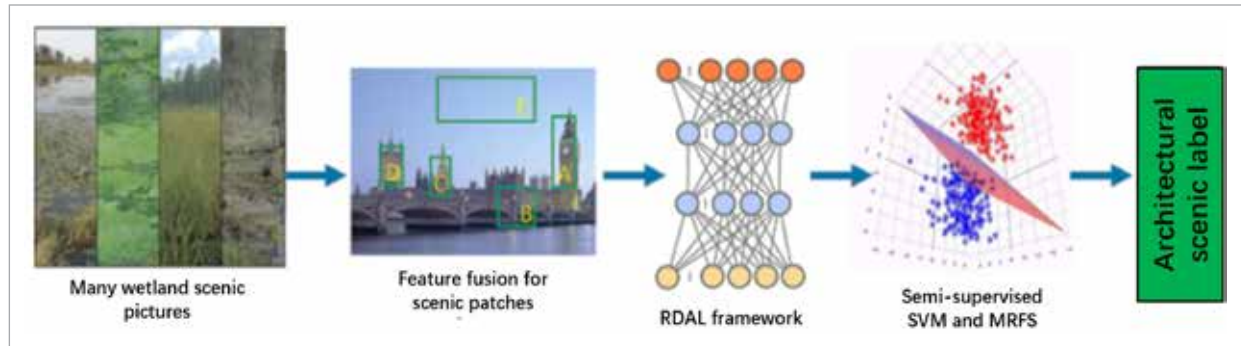 D
C
A
B
Many wetland scenic
pictures
Feature fusion for
scenic patches
RDAL framework
Semi-supervised
SVM and MRFS
Architectural
scenic label